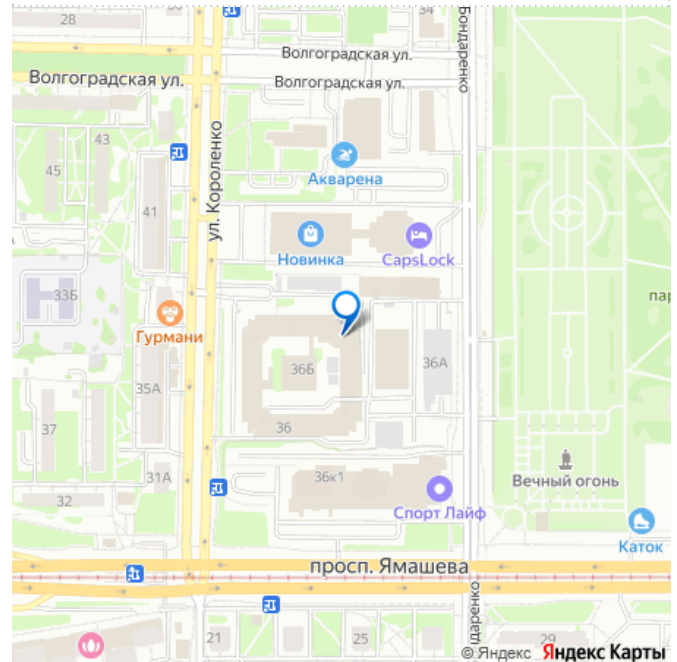 28
34
Волгоградская ул.
Волгоградская ул.
Бондаренко
Волгоградская ул.
43
45
ул. Короленко
Акварена
41
Новинка
CapsLock
33Б
пар
Гурмани
36Б
36А
35А
37
36
31А
36к1
Вечный огонь
32
Спорт Лайф
Каток
просп. Ямашева
ндаренко
21
25
29
© Яндекс Яндекс Карты